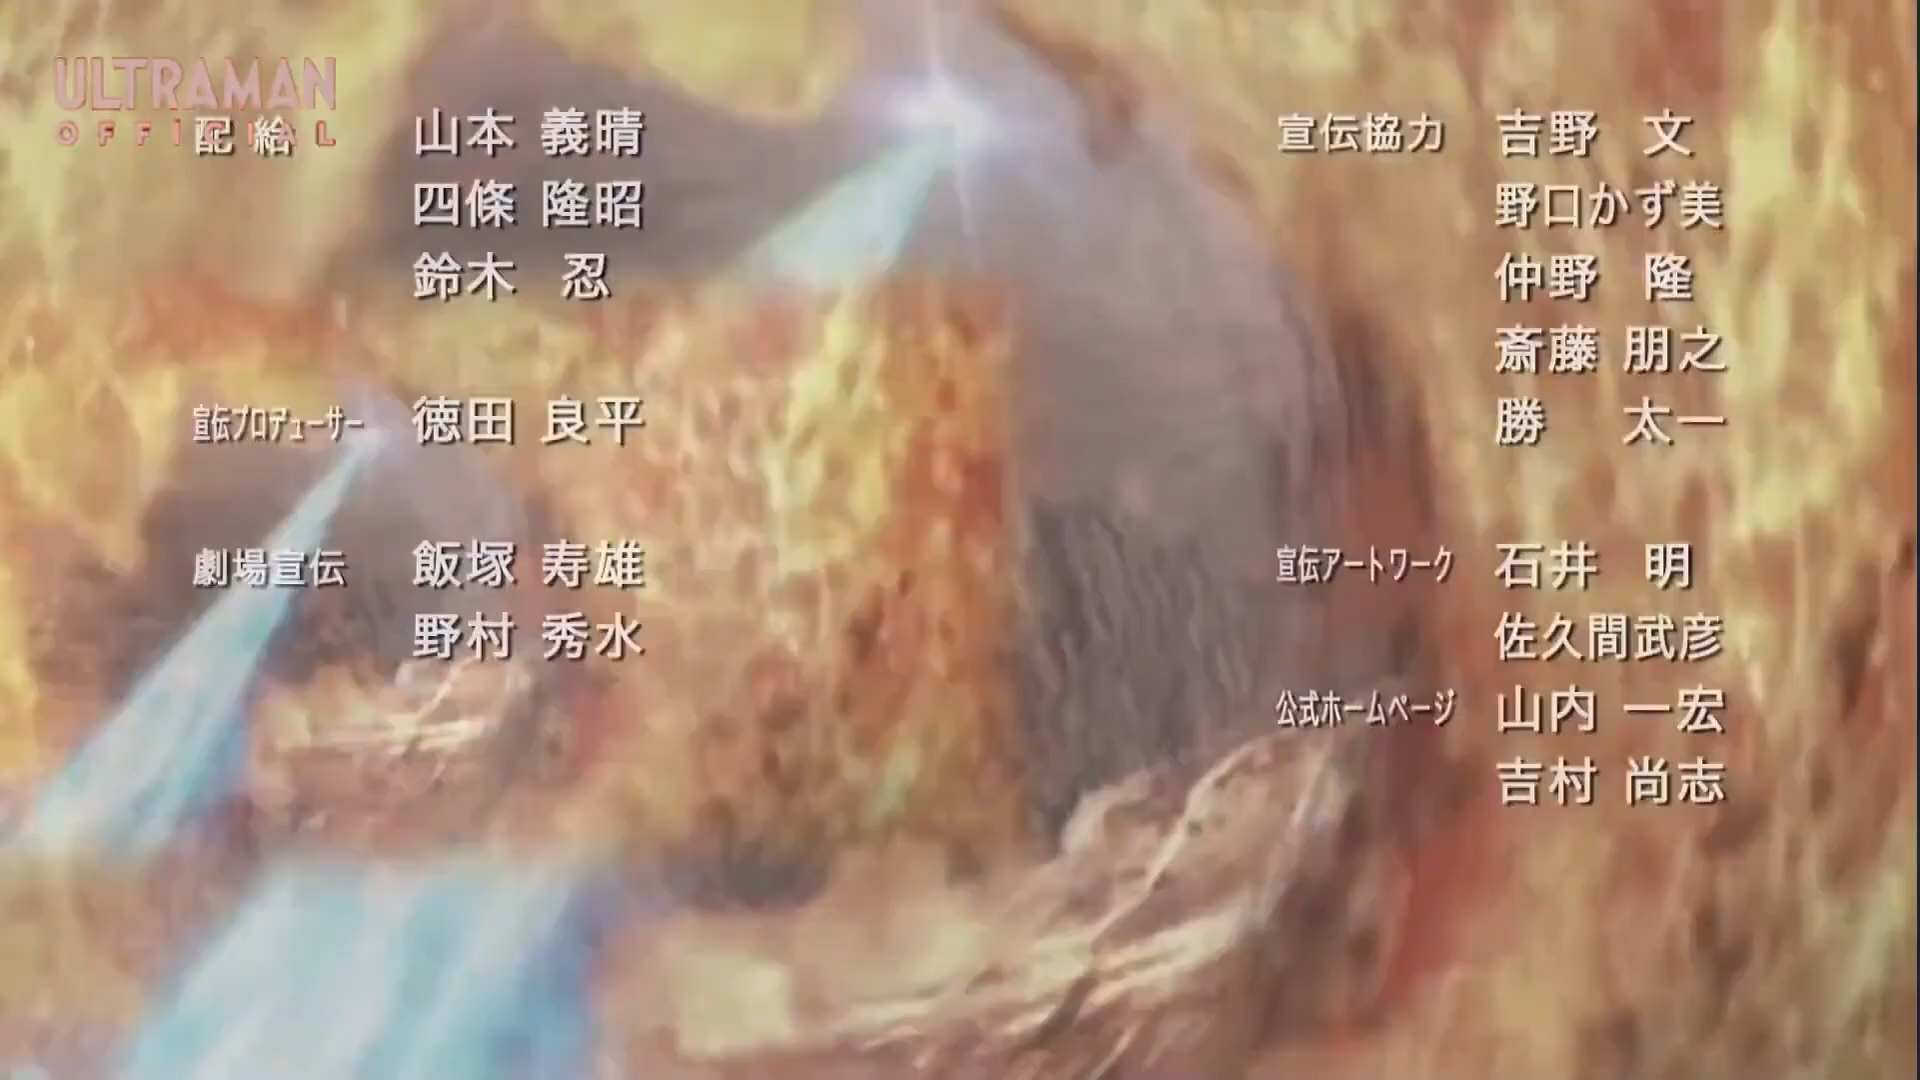 ULTRAMAN
OFFICIAL
配給 山本 義晴
四條 隆昭
鈴木 忍
宣伝プロデューサー 徳田 良平
劇場宣伝 飯塚 寿雄
野村 秀水
宣伝協力 吉野 文
野口かず美
仲野 隆
斎藤 朋之
勝 太一
宣伝アートワーク 石井 明
佐久間武彦
公式ホームページ 山内 一宏
吉村 尚志